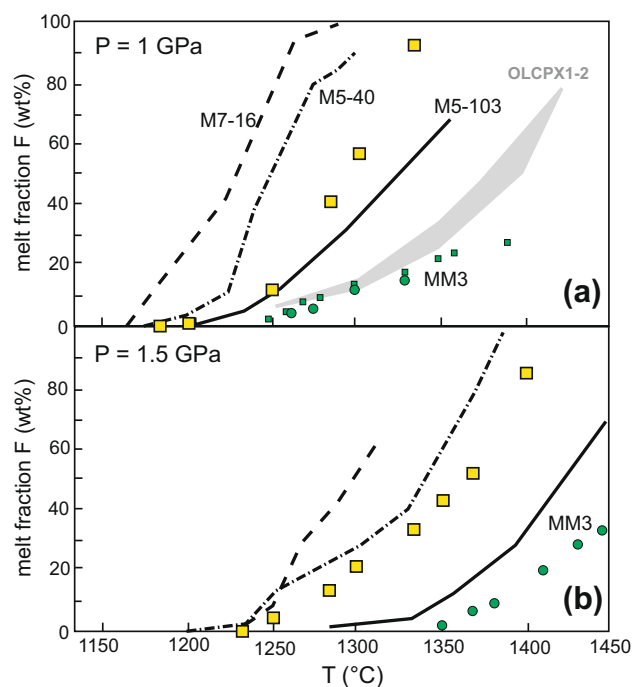 P = 1 GPa
OLCPX1-2
M7-16
M5-40
M5-103
MM3
(a)
melt fraction F (wt%)
100
80
60
40
20
0
P = 1.5 GPa
MM3
(b)
melt fraction F (wt%)
80
60
40
20
0
1150 1200 1250 1300 1350 1400 1450
T (°C)